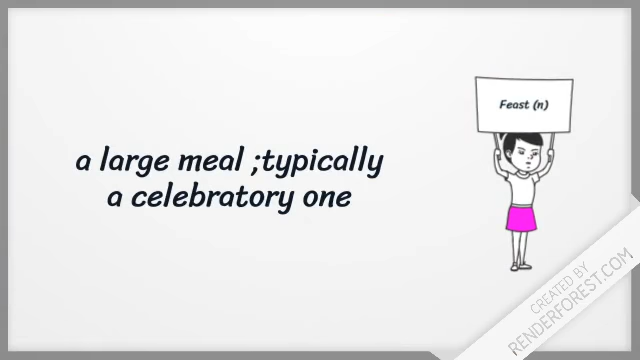 a large meal ;typically
a celebratory one
Feast (n)
CREATED BY
RENDERFOREST.COM